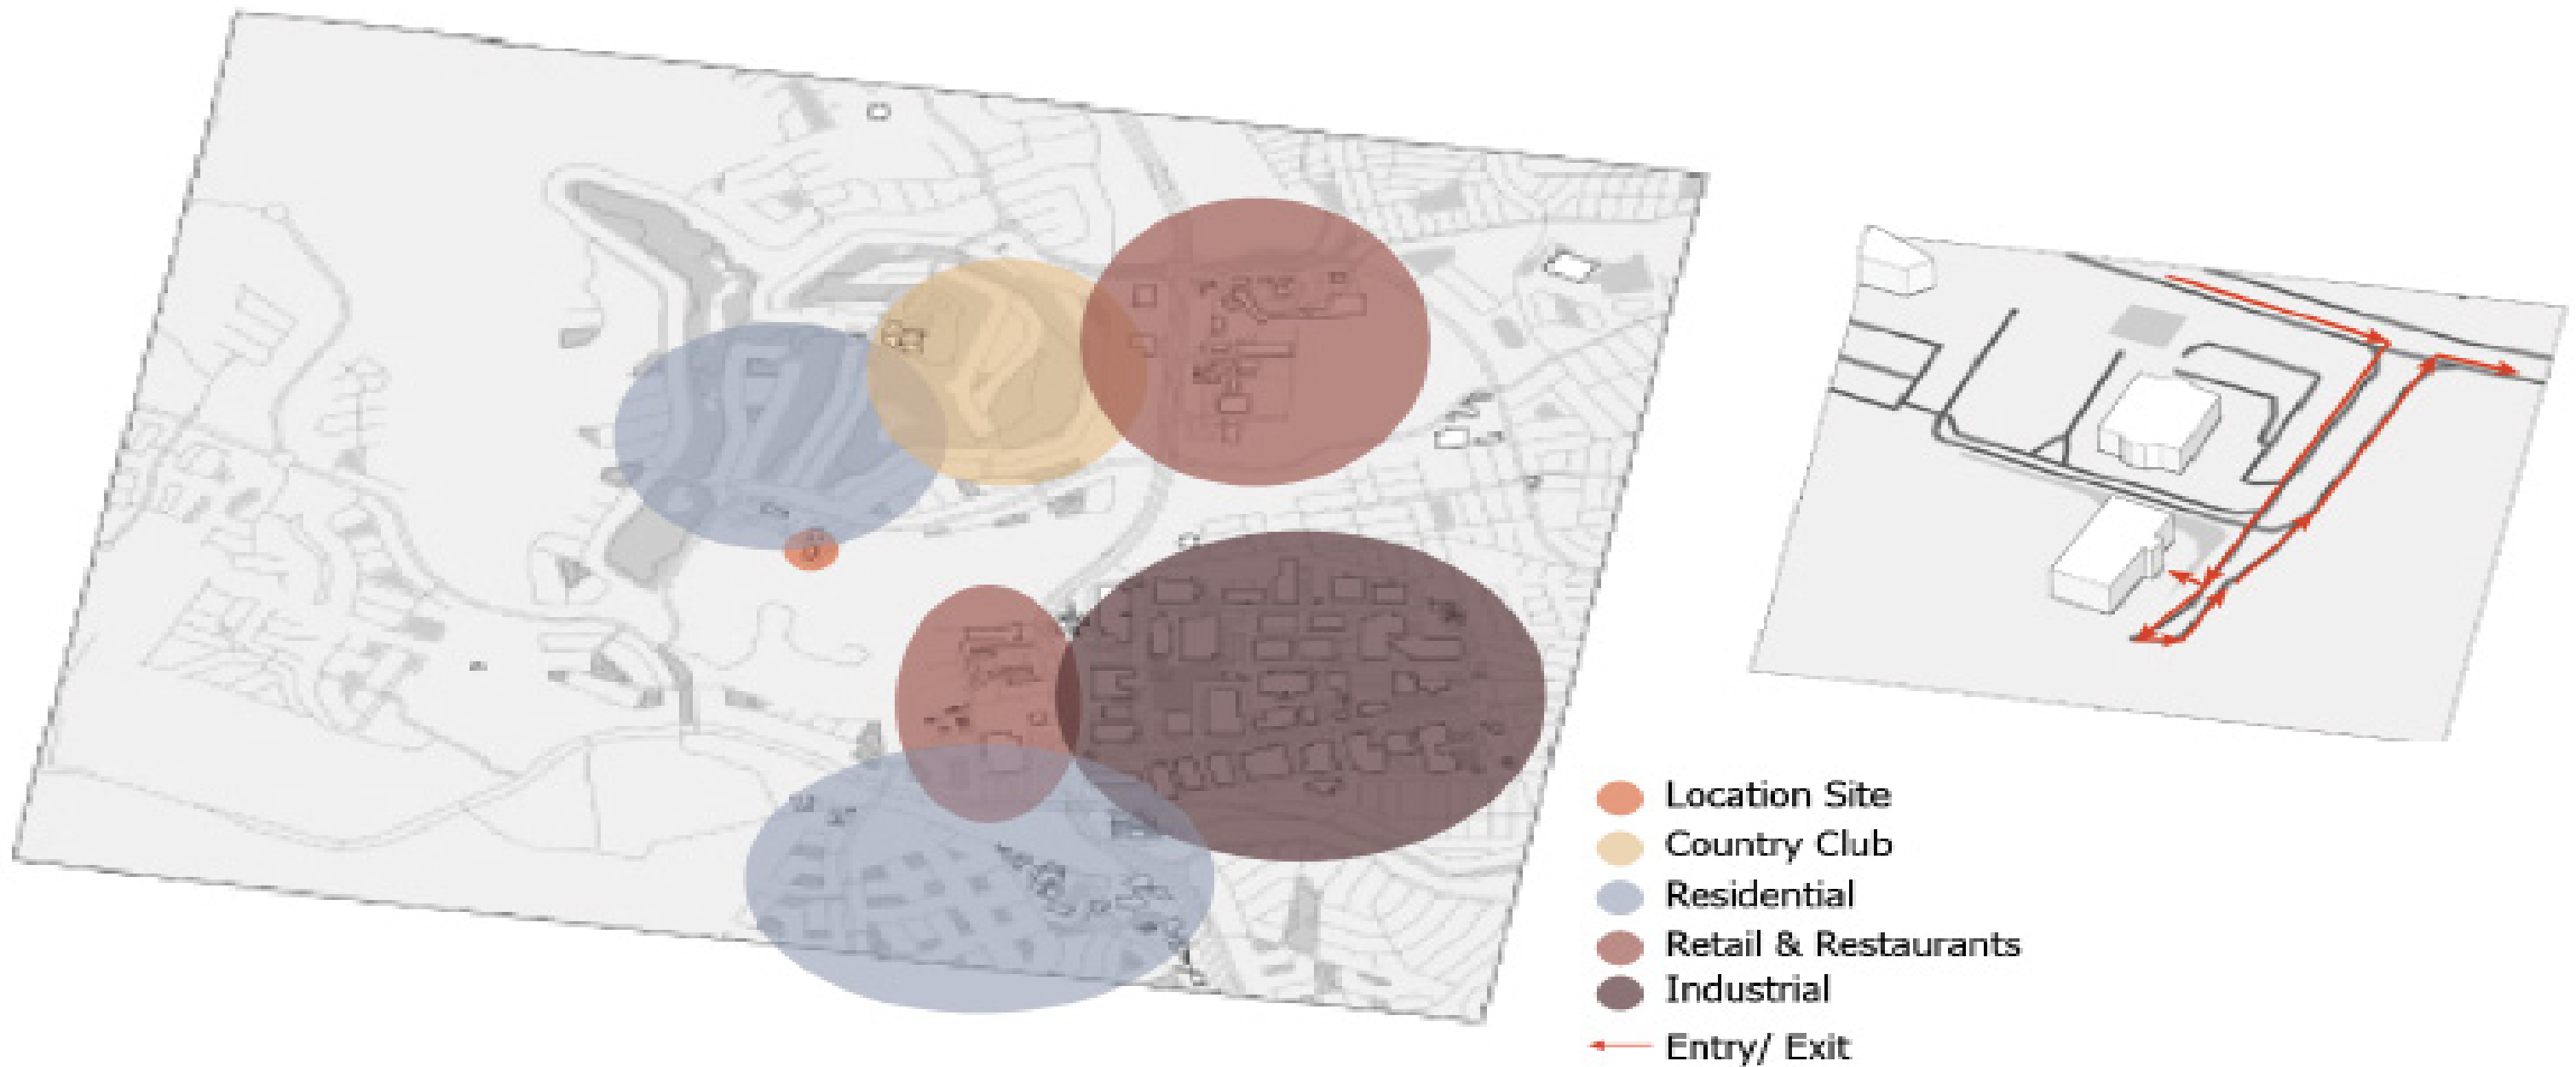 Location Site
Country Club
Residential
Retail & Restaurants
Industrial
Entry/ Exit